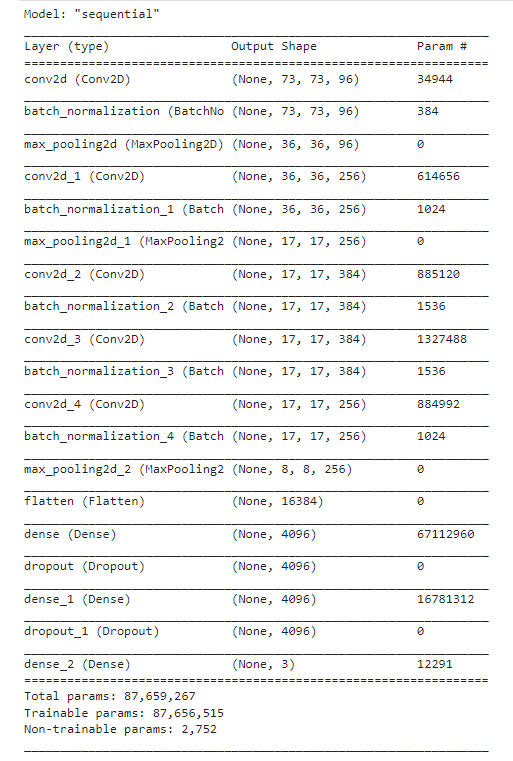 Model: "sequential"
Layer (type) Output Shape Param #
conv2d (Conv2D) (None, 73, 73, 96) 34944
batch_normalization (BatchNo (None, 73, 73, 96) 384
max_pooling2d (MaxPooling2D) (None, 36, 36, 96) 0
conv2d_1 (Conv2D) (None, 36, 36, 256) 614656
batch_normalization_1 (Batch (None, 36, 36, 256) 1024
max_pooling2d_1 (MaxPooling2 (None, 17, 17, 256) 0
conv2d_2 (Conv2D) (None, 17, 17, 384) 885120
batch_normalization_2 (Batch (None, 17, 17, 384) 1536
conv2d_3 (Conv2D) (None, 17, 17, 384) 1327488
batch_normalization_3 (Batch (None, 17, 17, 384) 1536
conv2d_4 (Conv2D) (None, 17, 17, 256) 884992
batch_normalization_4 (Batch (None, 17, 17, 256) 1024
max_pooling2d_2 (MaxPooling2 (None, 8, 8, 256) 0
flatten (Flatten) (None, 16384) 0
dense (Dense) (None, 4096) 67112960
dropout (Dropout) (None, 4096) 0
dense_1 (Dense) (None, 4096) 16781312
dropout_1 (Dropout) (None, 4096) 0
dense_2 (Dense) (None, 3) 12291
Total params: 87,659,267
Trainable params: 87,656,515
Non-trainable params: 2,752